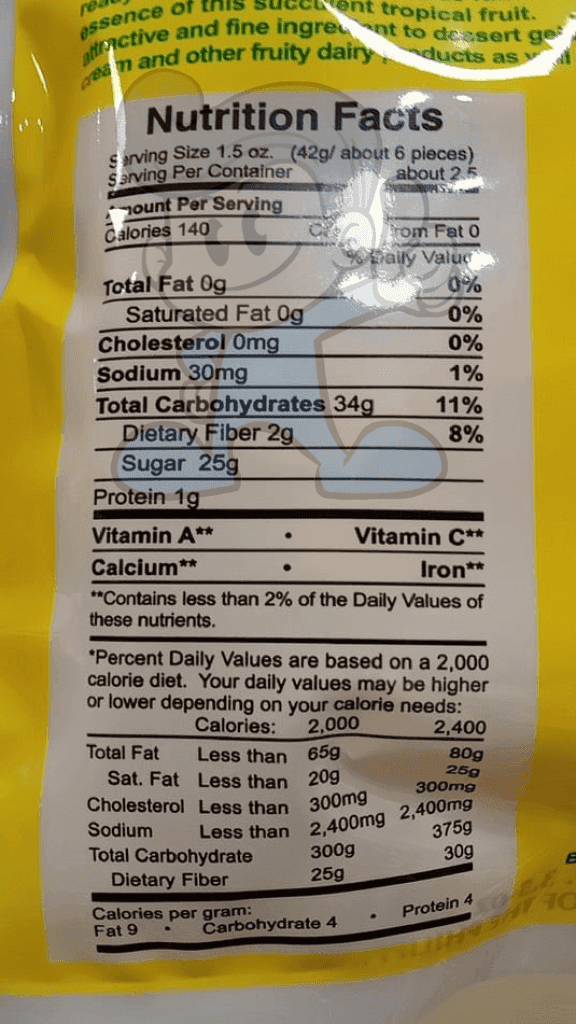 essence of this succulent tropical fruit.
attractive and fine ingredient to dessert
cream and other fruity dairy products as
Nutrition Facts
Serving Size 1.5 oz. (42g/ about 6 pieces)
Serving Per Container about 2.5
Amount Per Serving
Calories 140 from Fat 0
% Daily Value
Total Fat 0g 0%
Saturated Fat 0g 0%
Cholesterol 0mg 0%
Sodium 30mg 1%
Total Carbohydrates 34g 11%
Dietary Fiber 2g 8%
Sugar 25g
Protein 1g
Vitamin A** • Vitamin C**
Calcium** • Iron**
**Contains less than 2% of the Daily Values of
these nutrients.
*Percent Daily Values are based on a 2,000
calorie diet. Your daily values may be higher
or lower depending on your calorie needs:
Calories: 2,000 2,400
Total Fat Less than 65g 80g
Sat. Fat Less than 20g 25g
Cholesterol Less than 300mg 300mg
Sodium Less than 2,400mg 2,400mg
Total Carbohydrate 300g 375g
Dietary Fiber 25g 30g
Calories per gram:
Fat 9 • Carbohydrate 4 • Protein 4